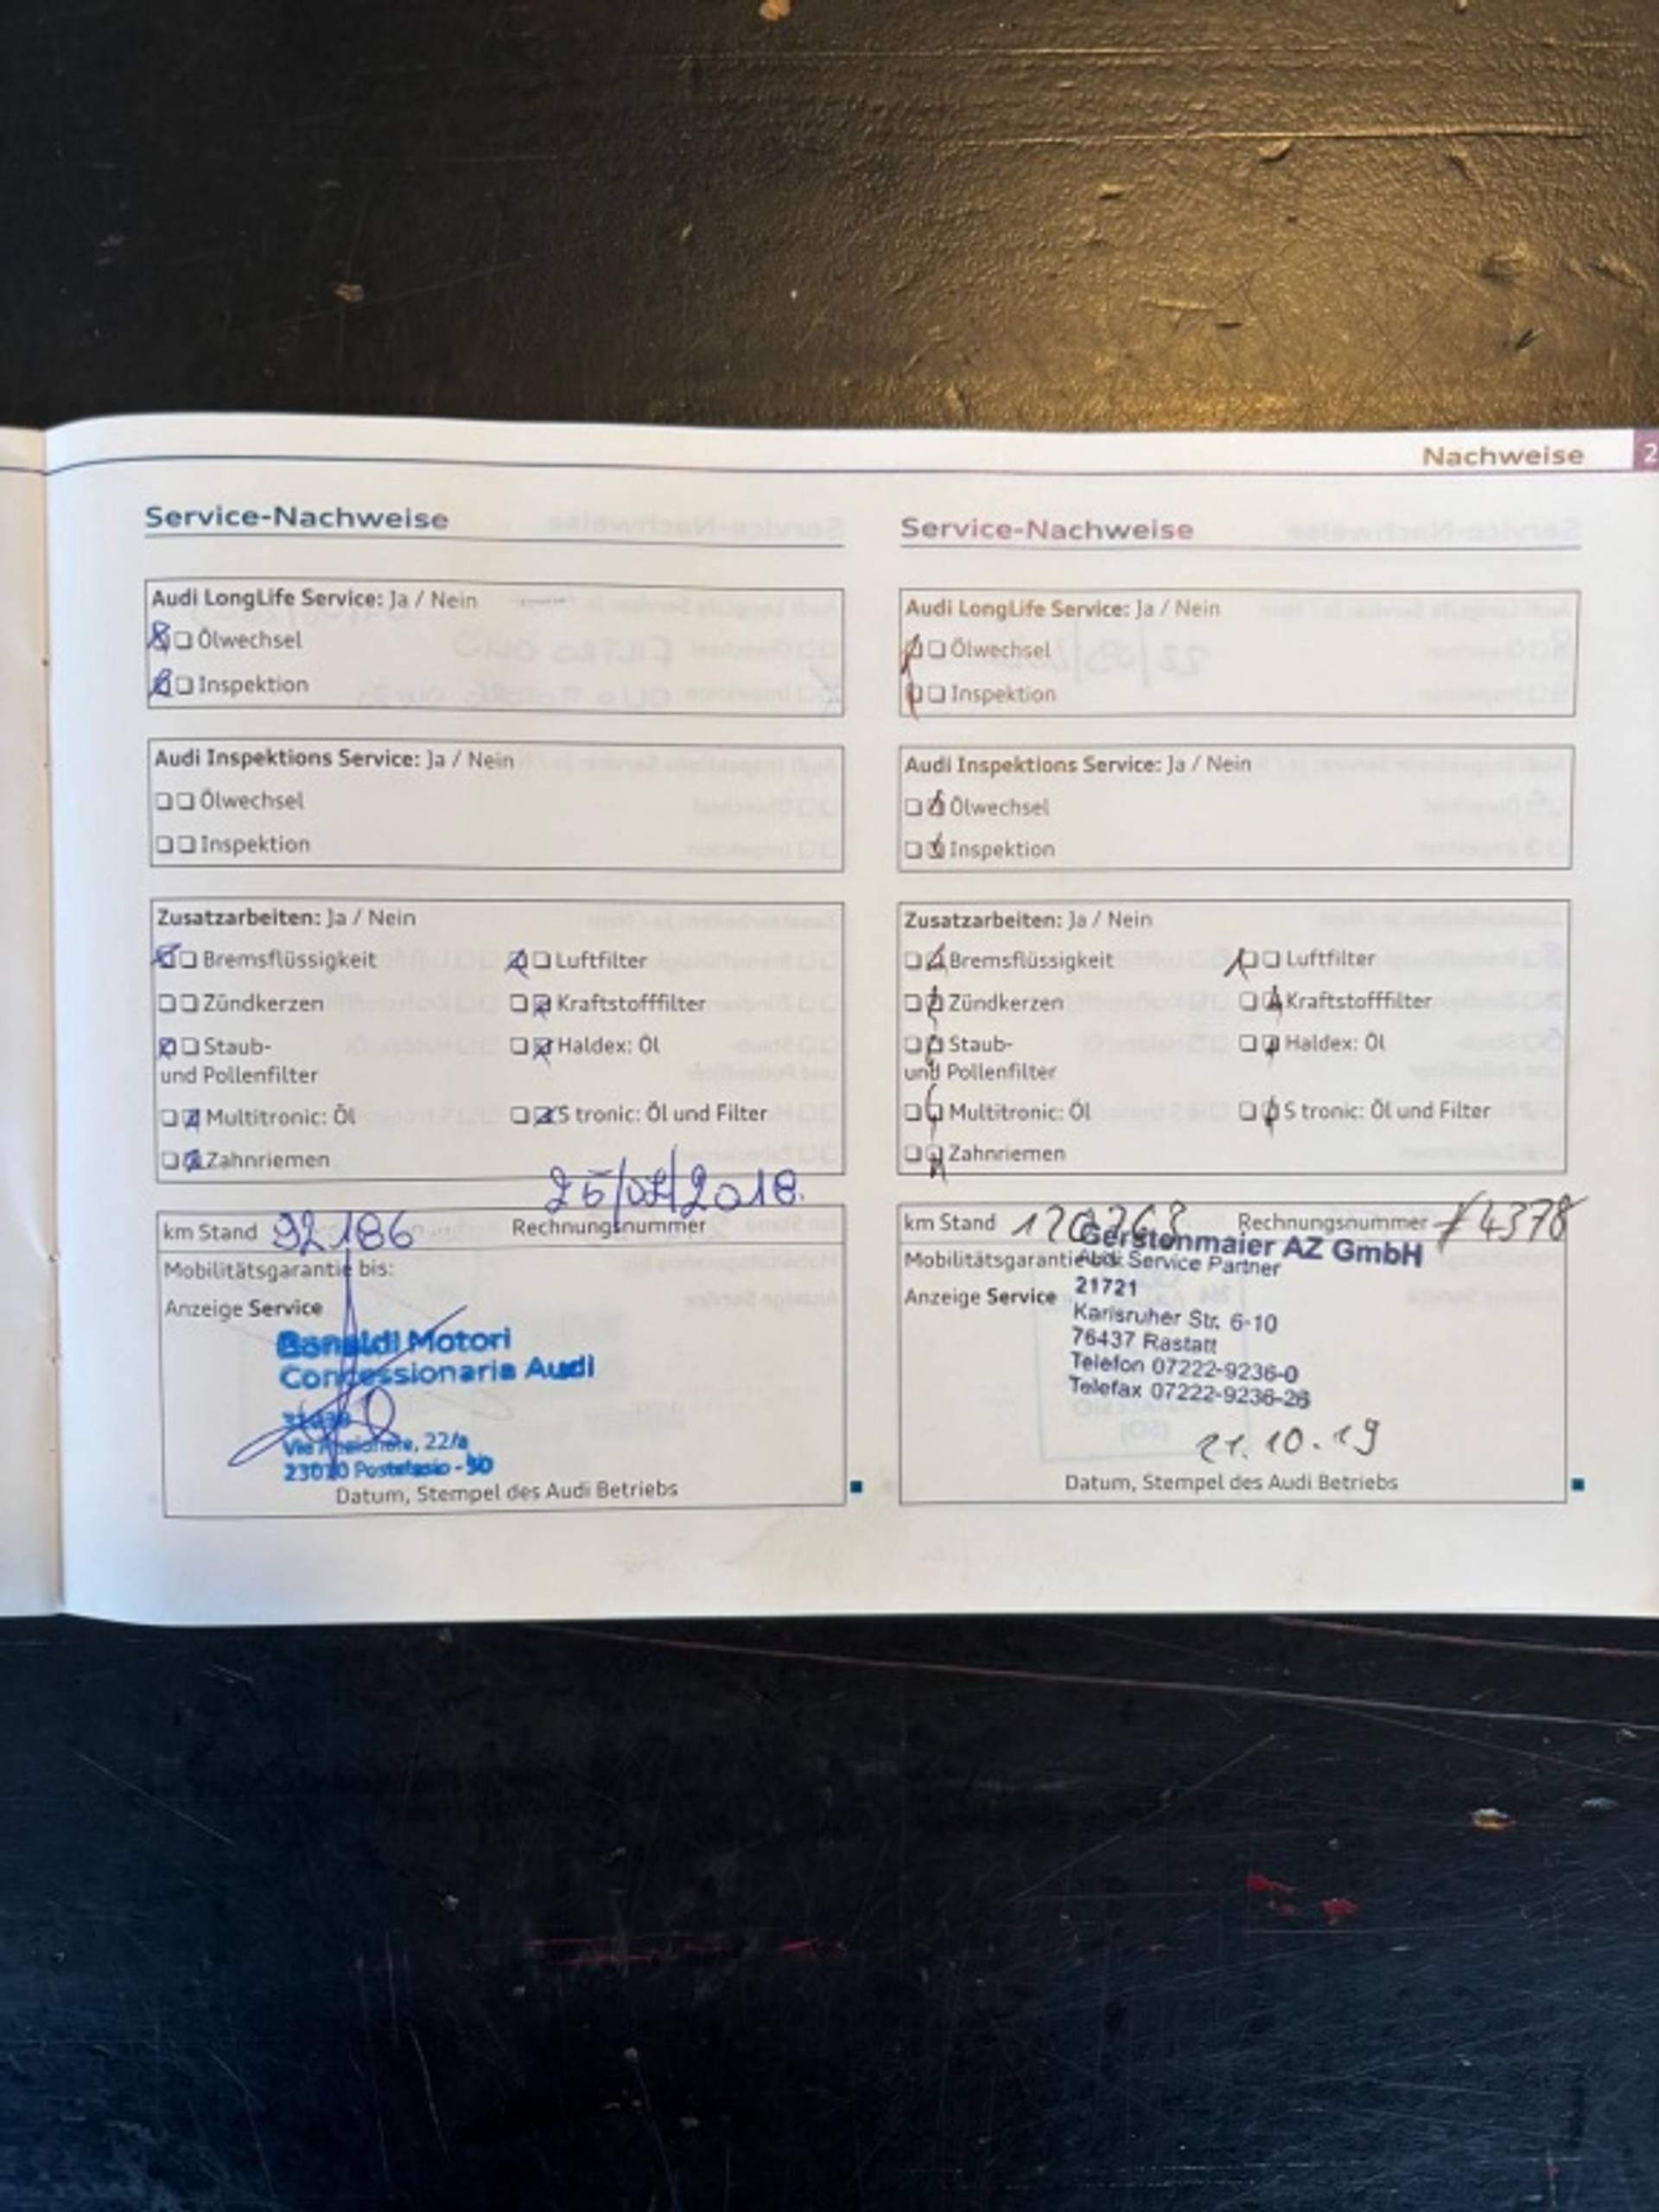 Nachweise 2
Service-Nachweise
Audi LongLife Service: Ja / Nein
Ölwechsel
Inspektion
Audi Inspektions Service: Ja / Nein
Ölwechsel
Inspektion
Zusatzarbeiten: Ja / Nein
Bremsflüssigkeit Luftfilter
Zündkerzen Kraftstofffilter
Staub- Haldex: Öl
und Pollenfilter
Multitronic: Öl S tronic: Öl und Filter
Zahnriemen
km Stand 92186 Rechnungsnummer
Mobilitätsgarantie bis:
Anzeige Service
Motori
Concessionaria Audi
22/a
Datum, Stempel des Audi Betriebs
Service-Nachweise
Audi LongLife Service: Ja / Nein
Ölwechsel
Inspektion
Audi Inspektions Service: Ja / Nein
Ölwechsel
Inspektion
Zusatzarbeiten: Ja / Nein
Bremsflüssigkeit Luftfilter
Zündkerzen Kraftstofffilter
Staub- Haldex: Öl
und Pollenfilter
Multitronic: Öl S tronic: Öl und Filter
Zahnriemen
km Stand Rechnungsnummer
Gerstenmaier AZ GmbH
Mobilitätsgarantie Service Partner
21721
Anzeige Service
Karlsruher Str. 6-10
76437 Rastatt
Telefon 07222-9236-0
Telefax 07222-9236-26
21.10.19
Datum, Stempel des Audi Betriebs